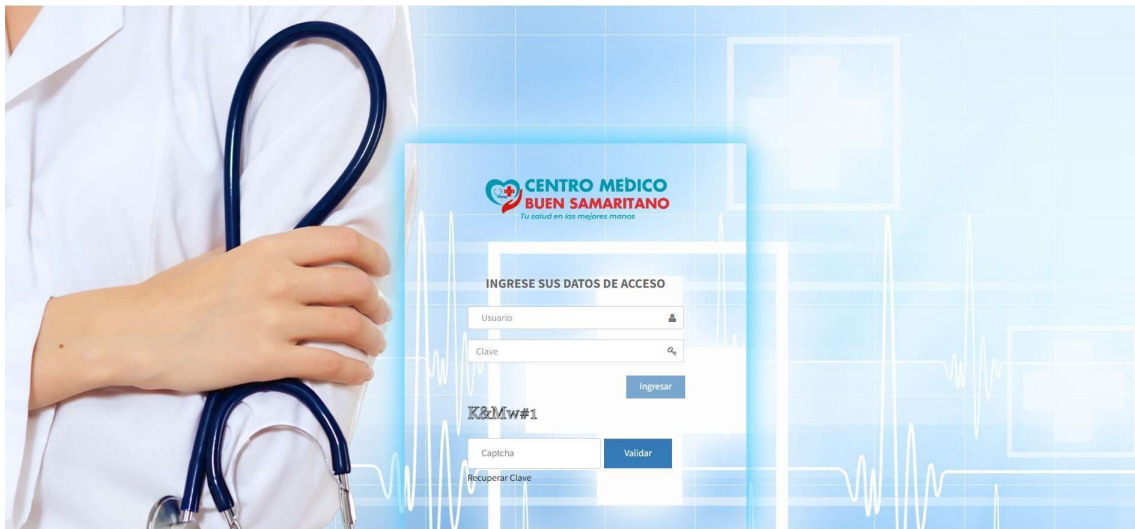 CENTRO MÉDICO
BUEN SAMARITANO
Tu salud en las mejores manos
INGRESE SUS DATOS DE ACCESO
Usuario
Clave
Ingresar
K&Mw#1
Captcha
Validar
Recuperar Clave